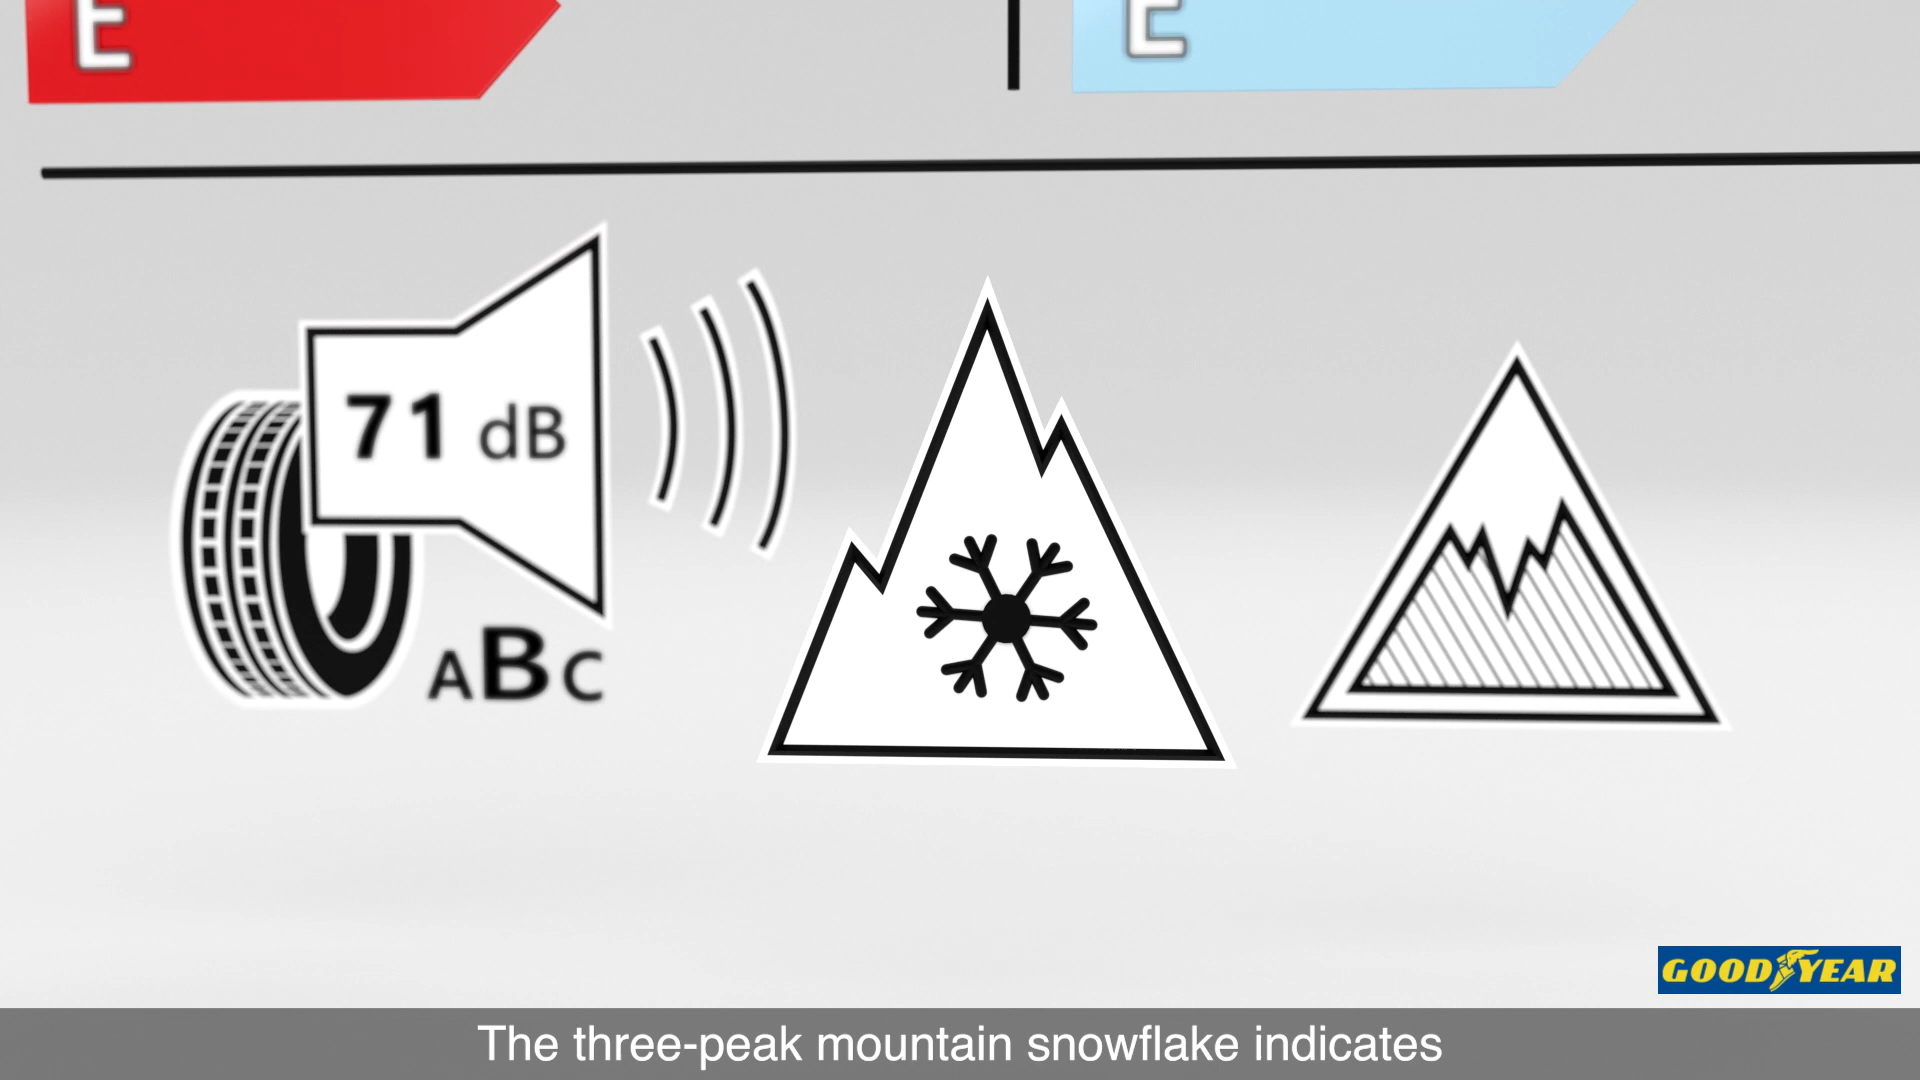 E
E
71 dB
ABC
GOODYEAR
The three-peak mountain snowflake indicates